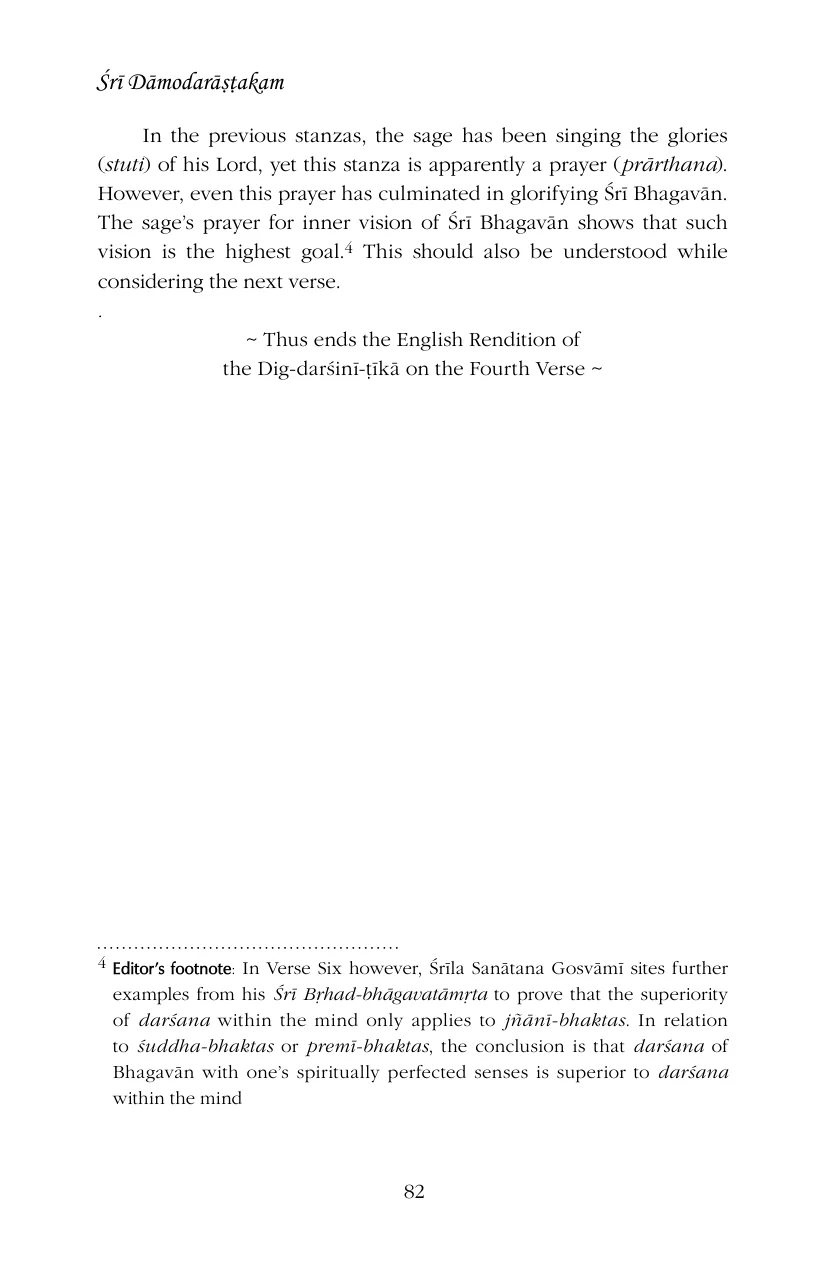 Śrī Dāmodarāṣṭakam
In the previous stanzas, the sage has been singing the glories
(stuti) of his Lord, yet this stanza is apparently a prayer (prārthana).
However, even this prayer has culminated in glorifying Śrī Bhagavān.
The sage’s prayer for inner vision of Śrī Bhagavān shows that such
vision is the highest goal.4 This should also be understood while
considering the next verse.
.
~ Thus ends the English Rendition of
the Dig-darśinī-ṭīkā on the Fourth Verse ~
................................................
4 Editor’s footnote: In Verse Six however, Śrīla Sanātana Gosvāmī sites further
examples from his Śrī Bṛhad-bhāgavatāmṛta to prove that the superiority
of darśana within the mind only applies to jñānī-bhaktas. In relation
to śuddha-bhaktas or premī-bhaktas, the conclusion is that darśana of
Bhagavān with one’s spiritually perfected senses is superior to darśana
within the mind
82